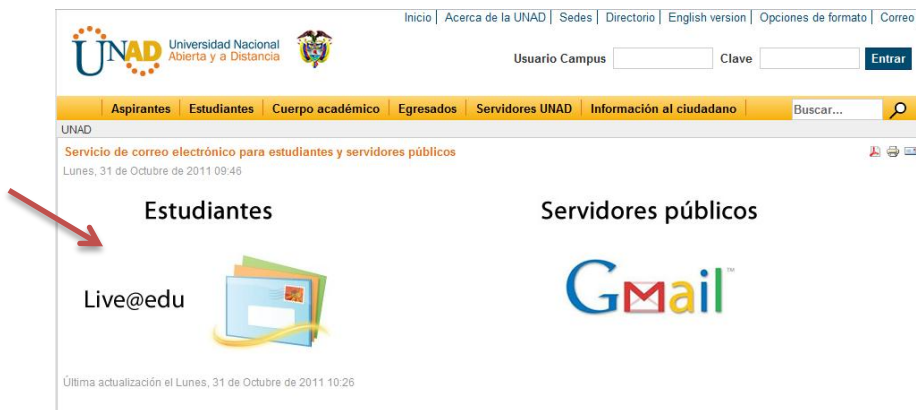 Inicio | Acerca de la UNAD | Sedes | Directorio | English version | Opciones de formato | Correo
UNAD Universidad Nacional
Abierta y a Distancia
Usuario Campus Clave Entrar
Aspirantes | Estudiantes | Cuerpo académico | Egresados | Servidores UNAD | Información al ciudadano | Buscar...
UNAD
Servicio de correo electrónico para estudiantes y servidores públicos
Lunes, 31 de Octubre de 2011 09:46
Estudiantes
Servidores públicos
Live@edu
Gmail™
Última actualización el Lunes, 31 de Octubre de 2011 10:26